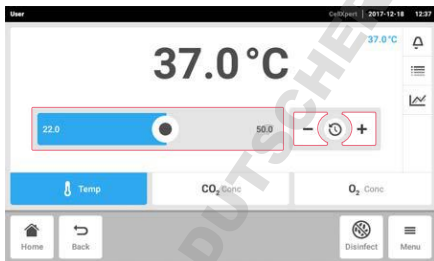 User CellXpert 2017-12-18 12:37
37.0°C
37.0°C
22.0 50.0 - +
Temp CO₂ Conc O₂ Conc
Home Back Disinfect Menu
DUTSCHER